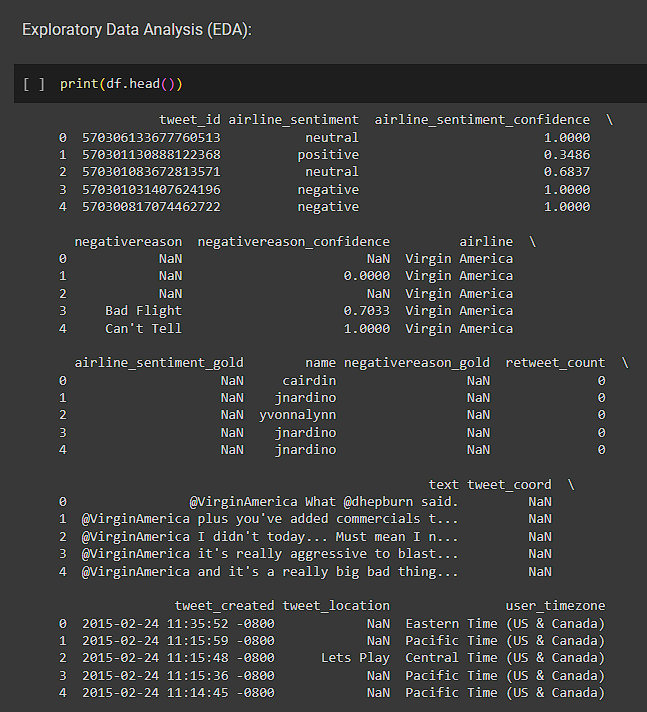 Exploratory Data Analysis (EDA):
[ ] print(df.head())
tweet_id airline_sentiment airline_sentiment_confidence \
0 570306133677760513 neutral 1.0000
1 570301130888122368 positive 0.3486
2 570301083672813571 neutral 0.6837
3 570301031407624196 negative 1.0000
4 570300817074462722 negative 1.0000
negativereason negativereason_confidence airline \
0 NaN NaN Virgin America
1 NaN 0.0000 Virgin America
2 NaN NaN Virgin America
3 Bad Flight 0.7033 Virgin America
4 Can't Tell 1.0000 Virgin America
airline_sentiment_gold name negativereason_gold retweet_count \
0 NaN cairdin NaN 0
1 NaN jnardino NaN 0
2 NaN yvonnalynn NaN 0
3 NaN jnardino NaN 0
4 NaN jnardino NaN 0
text tweet_coord \
0 @VirginAmerica What @dhepburn said. NaN
1 @VirginAmerica plus you've added commercials t... NaN
2 @VirginAmerica I didn't today... Must mean I n... NaN
3 @VirginAmerica it's really aggressive to blast... NaN
4 @VirginAmerica and it's a really big bad thing... NaN
tweet_created tweet_location user_timezone
0 2015-02-24 11:35:52 -0800 NaN Eastern Time (US & Canada)
1 2015-02-24 11:15:59 -0800 NaN Pacific Time (US & Canada)
2 2015-02-24 11:15:48 -0800 Lets Play Central Time (US & Canada)
3 2015-02-24 11:15:36 -0800 NaN Pacific Time (US & Canada)
4 2015-02-24 11:14:45 -0800 NaN Pacific Time (US & Canada)